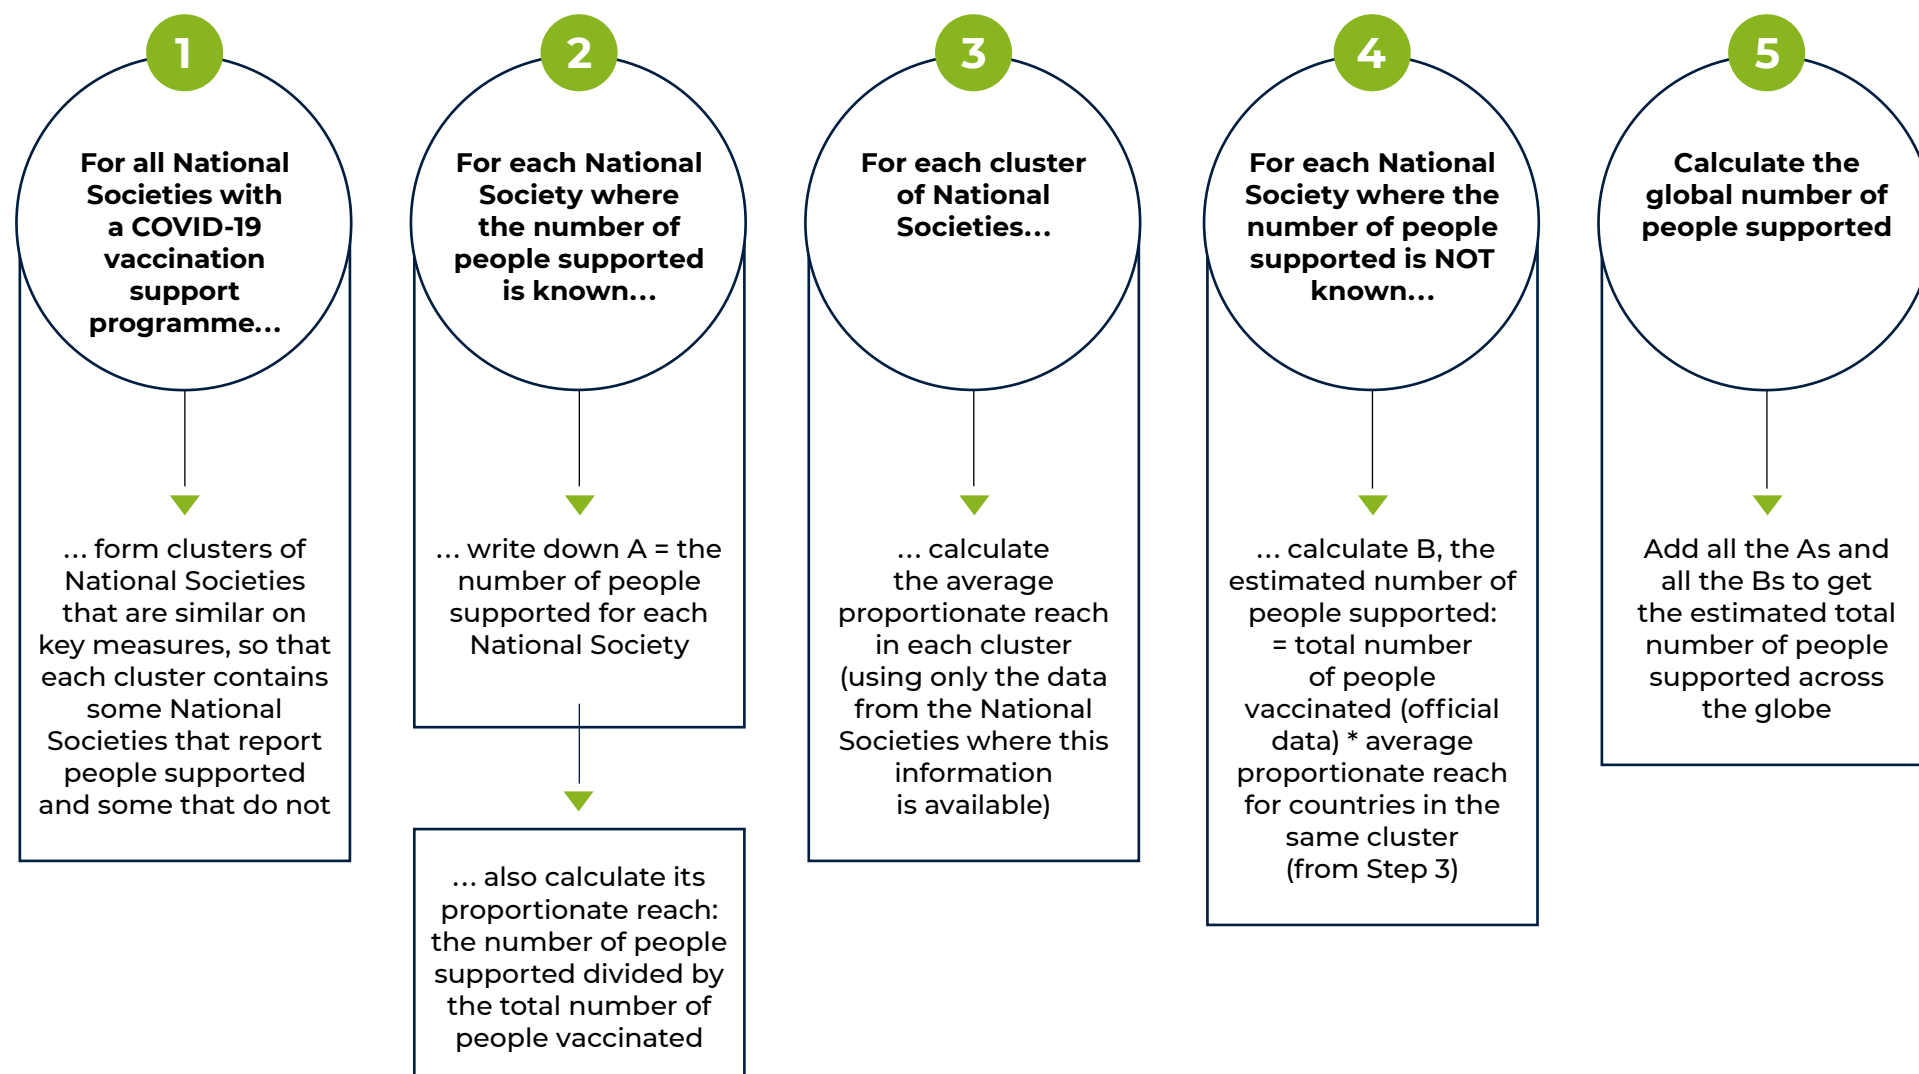 1
For all National
Societies with
a COVID-19
vaccination
support
programme...
... form clusters of
National Societies
that are similar on
key measures, so that
each cluster contains
some National
Societies that report
people supported
and some that do not
2
For each National
Society where
the number of
people supported
is known...
... write down A = the
number of people
supported for each
National Society
... also calculate its
proportionate reach:
the number of people
supported divided by
the total number of
people vaccinated
3
For each cluster
of National
Societies...
... calculate
the average
proportionate reach
in each cluster
(using only the data
from the National
Societies where this
information
is available)
4
For each National
Society where the
number of people
supported is NOT
known...
... calculate B, the
estimated number of
people supported:
= total number
of people
vaccinated (official
data) * average
proportionate reach
for countries in the
same cluster
(from Step 3)
5
Calculate the
global number of
people supported
Add all the As and
all the Bs to get
the estimated total
number of people
supported across
the globe